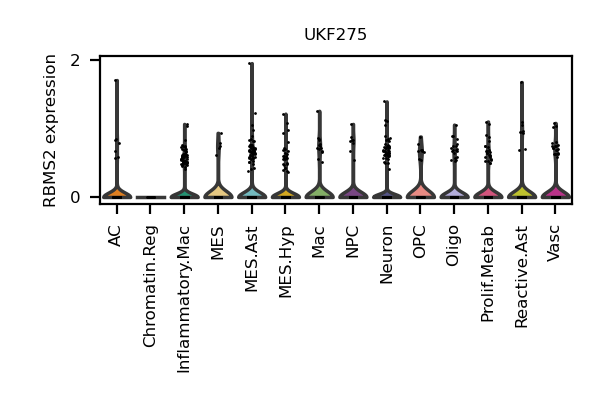 UKF275
RBMS2 expression
2
0
AC
Chromatin.Reg
Inflammatory.Mac
MES
MES.Ast
MES.Hyp
Mac
NPC
Neuron
OPC
Oligo
Prolif.Metab
Reactive.Ast
Vasc